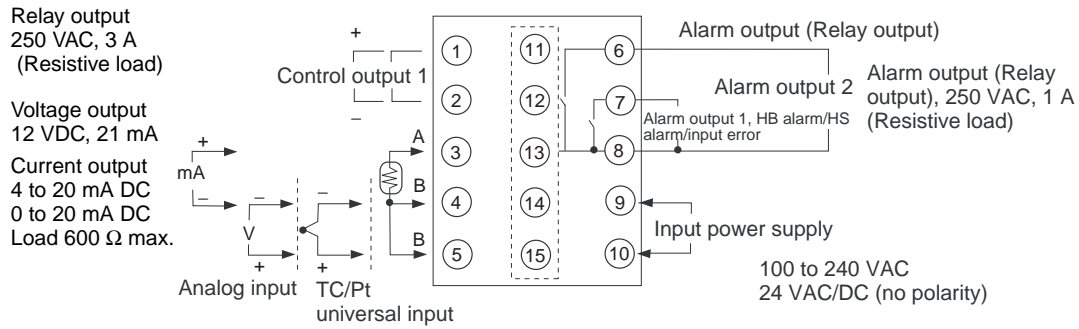 Relay output
250 VAC, 3 A
(Resistive load)
Voltage output
12 VDC, 21 mA
Current output
4 to 20 mA DC
0 to 20 mA DC
Load 600 Ω max.
+
Control output 1
−
+
mA
−
−
V
+
Analog input
−
+
TC/Pt
universal input
A
B
B
1
2
3
4
5
11
12
13
14
15
6
7
8
9
10
Alarm output (Relay output)
Alarm output 2
Alarm output 1, HB alarm/HS
alarm/input error
Alarm output (Relay
output), 250 VAC, 1 A
(Resistive load)
Input power supply
100 to 240 VAC
24 VAC/DC (no polarity)